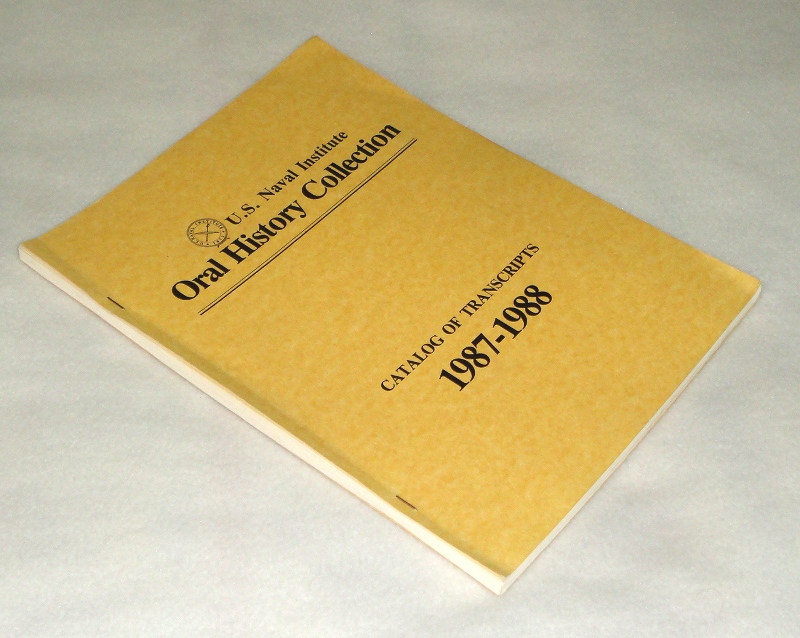 U.S. Naval Institute
Oral History Collection
CATALOG OF TRANSCRIPTS
1987-1988